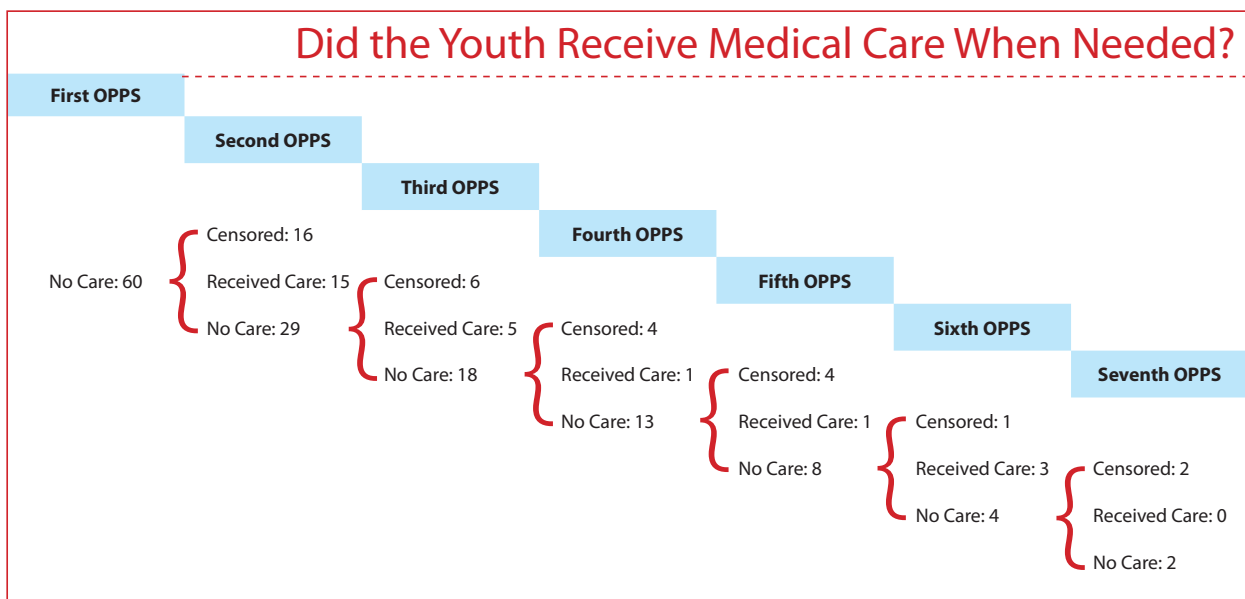 Did the Youth Receive Medical Care When Needed?
First OPPS
Second OPPS
Third OPPS
Fourth OPPS
Fifth OPPS
Sixth OPPS
Seventh OPPS
No Care: 60
Censored: 16
Received Care: 15
No Care: 29
Censored: 6
Received Care: 5
No Care: 18
Censored: 4
Received Care: 1
No Care: 13
Censored: 4
Received Care: 1
No Care: 8
Censored: 1
Received Care: 3
No Care: 4
Censored: 2
Received Care: 0
No Care: 2